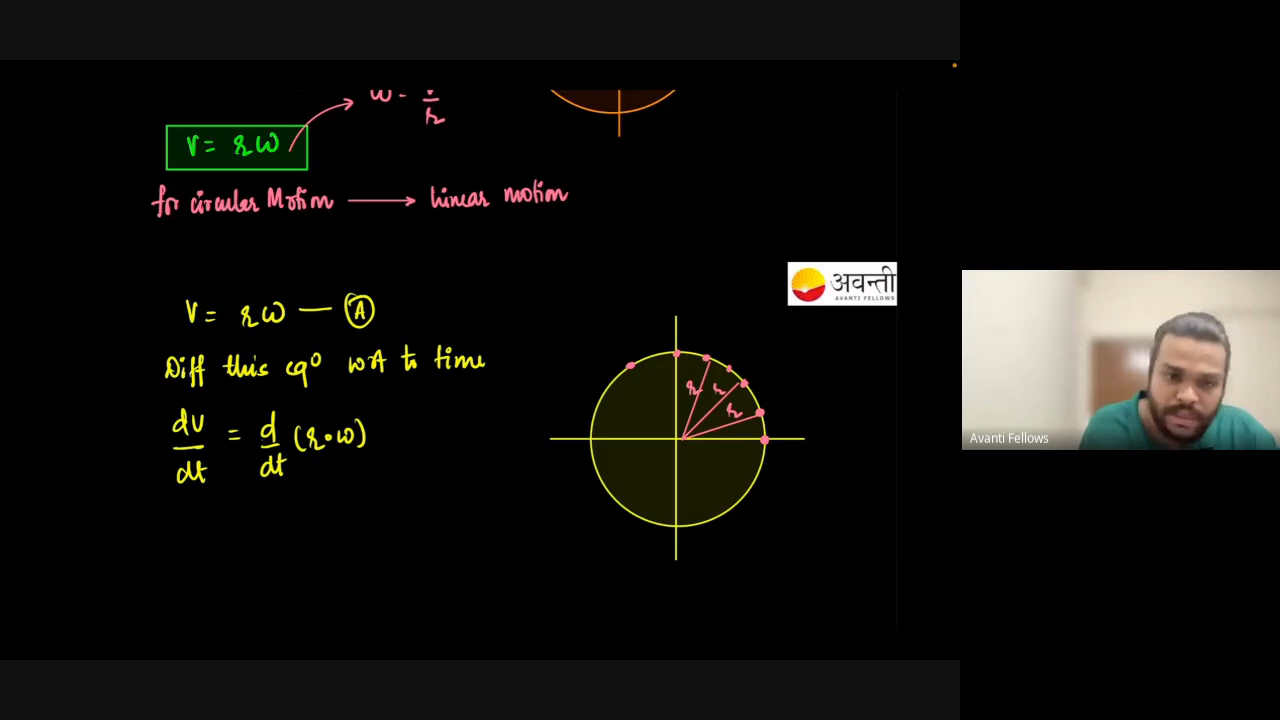 ω = v/r
v = rω
for circular Motion → linear motion
अवन्ती
AVANTI FELLOWS
v = rω — Ⓐ
Diff this eqⁿ wrt to time
dv/dt = d/dt (r•ω)
r r r
Avanti Fellows